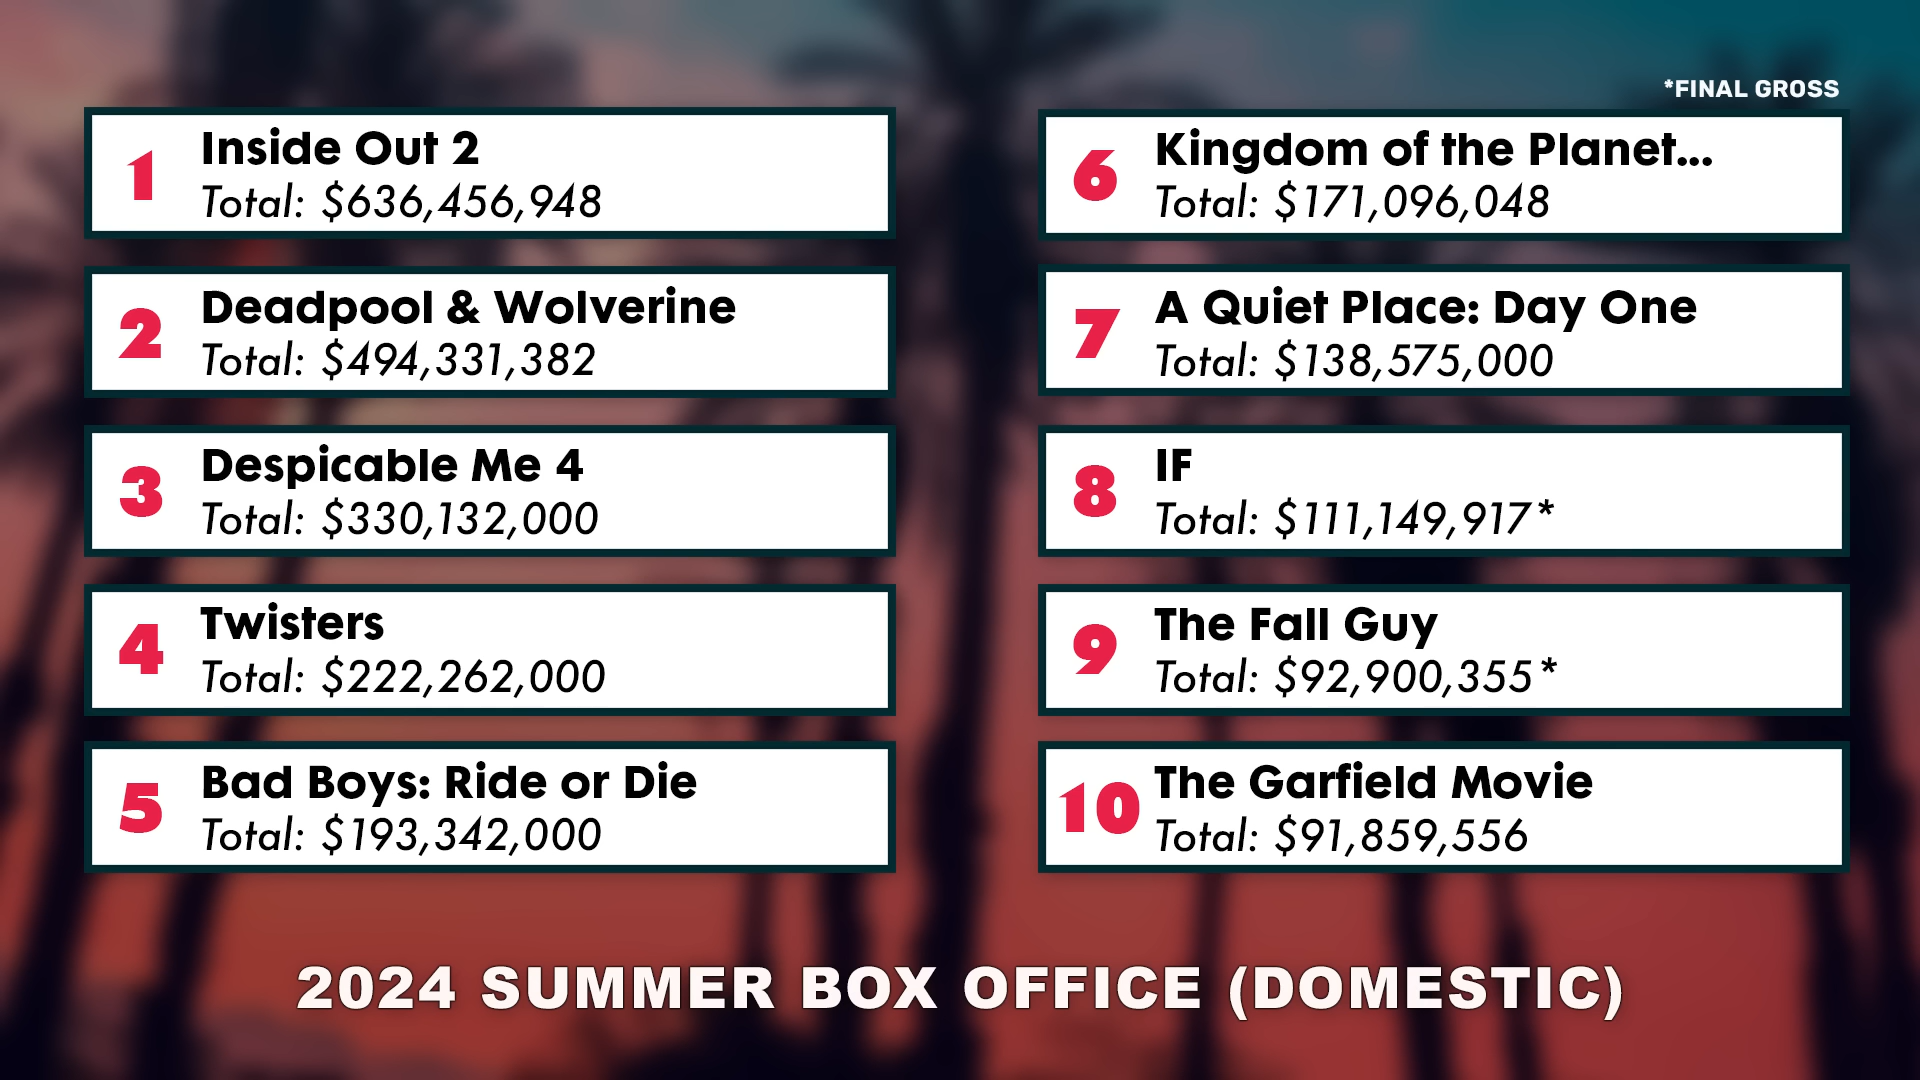 *FINAL GROSS
1
Inside Out 2
Total: $636,456,948
2
Deadpool & Wolverine
Total: $494,331,382
3
Despicable Me 4
Total: $330,132,000
4
Twisters
Total: $222,262,000
5
Bad Boys: Ride or Die
Total: $193,342,000
6
Kingdom of the Planet...
Total: $171,096,048
7
A Quiet Place: Day One
Total: $138,575,000
8
IF
Total: $111,149,917*
9
The Fall Guy
Total: $92,900,355*
10
The Garfield Movie
Total: $91,859,556
2024 SUMMER BOX OFFICE (DOMESTIC)